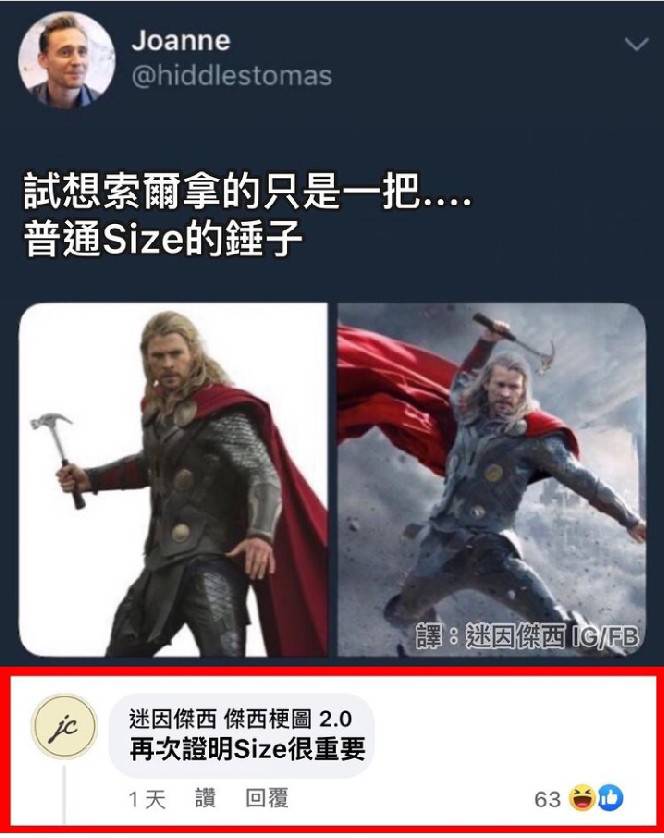 Joanne
@hiddlestomas
試想索爾拿的只是一把....
普通Size的錘子
譯：迷因傑西 IG/FB
jc
迷因傑西 傑西梗圖 2.0
再次證明Size很重要
1天 讚 回覆
63